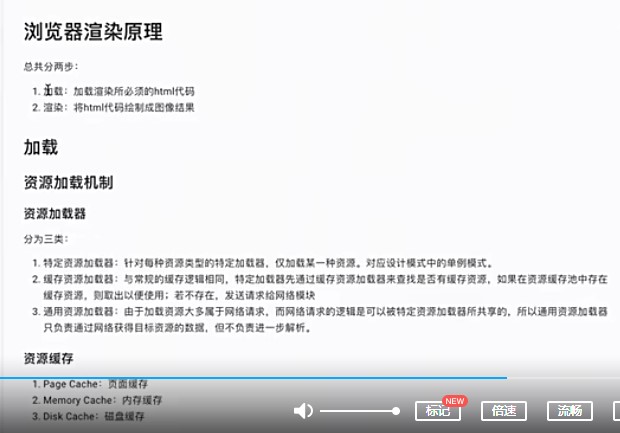 浏览器渲染原理
总共分两步：
1. 加载：加载渲染所必须的html代码
2. 渲染：将html代码绘制成图像结果
加载
资源加载机制
资源加载器
分为三类：
1. 特定资源加载器：针对每种资源类型的特定加载器，仅加载某一种资源。对应设计模式中的单例模式。
2. 缓存资源加载器：与常规的缓存逻辑相同，特定加载器先通过缓存资源加载器来查找是否有缓存资源，如果在资源缓存池中存在
缓存资源，则取出以便使用；若不存在，发送请求给网络模块
3. 通用资源加载器：由于加载资源大多属于网络请求，而网络请求的逻辑是可以被特定资源加载器所共享的，所以通用资源加载器
只负责通过网络获得目标资源的数据，但不负责进一步解析。
资源缓存
1. Page Cache：页面缓存
2. Memory Cache：内存缓存
3. Disk Cache：磁盘缓存
标记 NEW 倍速 流畅